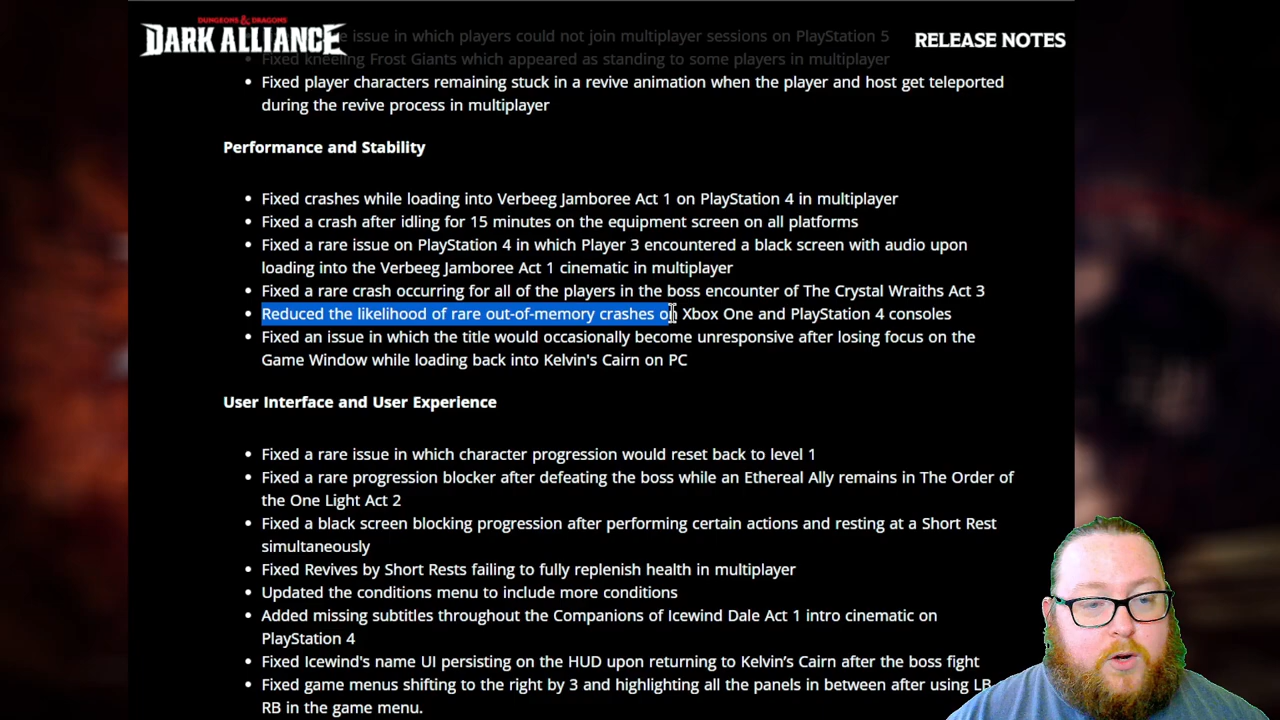 DUNGEONS & DRAGONS
DARK ALLIANCE
RELEASE NOTES
issue in which players could not join multiplayer sessions on PlayStation 5
Fixed kneeling Frost Giants which appeared as standing to some players in multiplayer
Fixed player characters remaining stuck in a revive animation when the player and host get teleported
during the revive process in multiplayer
Performance and Stability
Fixed crashes while loading into Verbeeg Jamboree Act 1 on PlayStation 4 in multiplayer
Fixed a crash after idling for 15 minutes on the equipment screen on all platforms
Fixed a rare issue on PlayStation 4 in which Player 3 encountered a black screen with audio upon
loading into the Verbeeg Jamboree Act 1 cinematic in multiplayer
Fixed a rare crash occurring for all of the players in the boss encounter of The Crystal Wraiths Act 3
Reduced the likelihood of rare out-of-memory crashes on Xbox One and PlayStation 4 consoles
Fixed an issue in which the title would occasionally become unresponsive after losing focus on the
Game Window while loading back into Kelvin's Cairn on PC
User Interface and User Experience
Fixed a rare issue in which character progression would reset back to level 1
Fixed a rare progression blocker after defeating the boss while an Ethereal Ally remains in The Order of
the One Light Act 2
Fixed a black screen blocking progression after performing certain actions and resting at a Short Rest
simultaneously
Fixed Revives by Short Rests failing to fully replenish health in multiplayer
Updated the conditions menu to include more conditions
Added missing subtitles throughout the Companions of Icewind Dale Act 1 intro cinematic on
PlayStation 4
Fixed Icewind's name UI persisting on the HUD upon returning to Kelvin’s Cairn after the boss fight
Fixed game menus shifting to the right by 3 and highlighting all the panels in between after using LB
RB in the game menu.